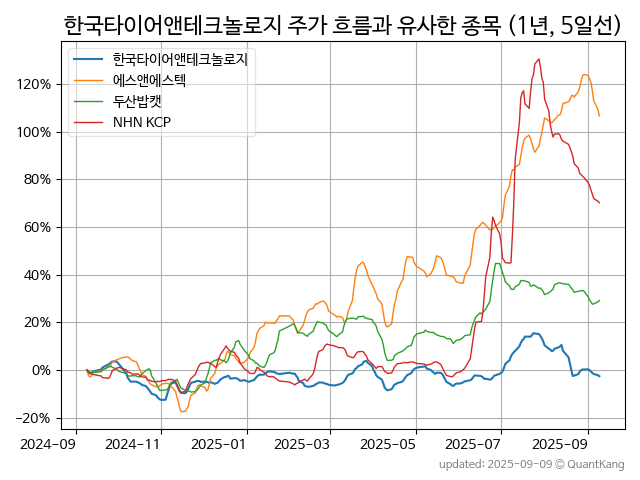 한국타이어앤테크놀로지 주가 흐름과 유사한 종목 (1년, 5일선)
한국타이어앤테크놀로지
에스앤에스텍
두산밥캣
NHN KCP
120%
100%
80%
60%
40%
20%
0%
−20%
2024-09 2024-11 2025-01 2025-03 2025-05 2025-07 2025-09
updated: 2025-09-09 © QuantKang